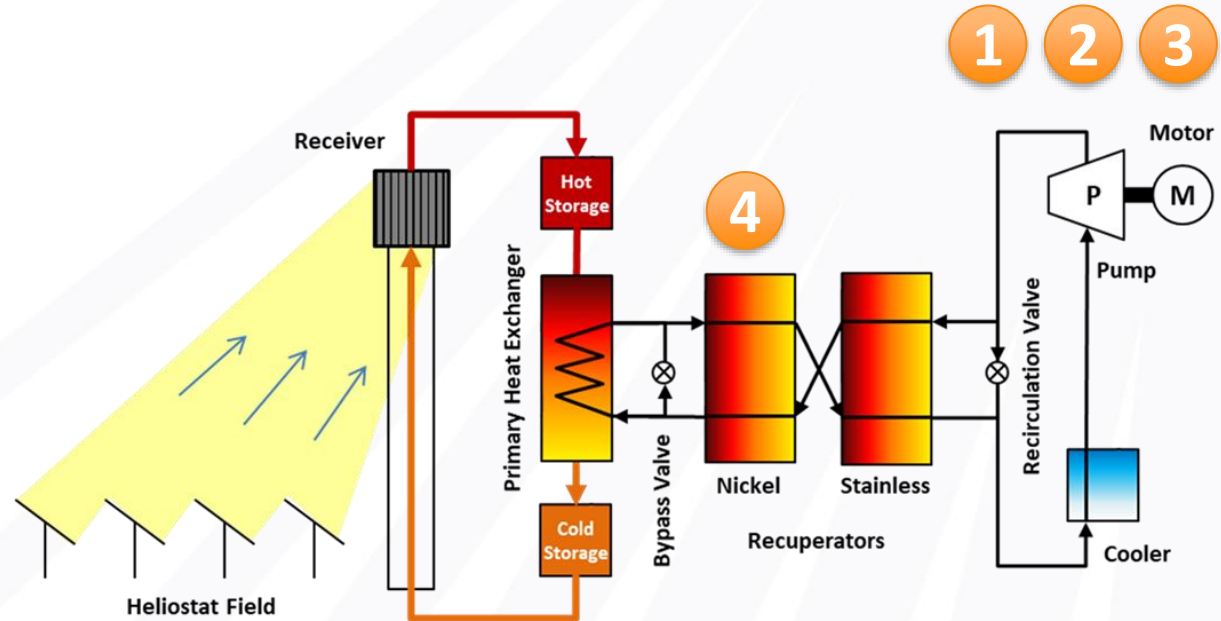 1 2 3
Motor
Receiver
Hot
Storage
4
P
M
Primary Heat Exchanger
Pump
Recirculation Valve
Bypass Valve
Nickel
Stainless
Cold
Storage
Recuperators
Cooler
Heliostat Field